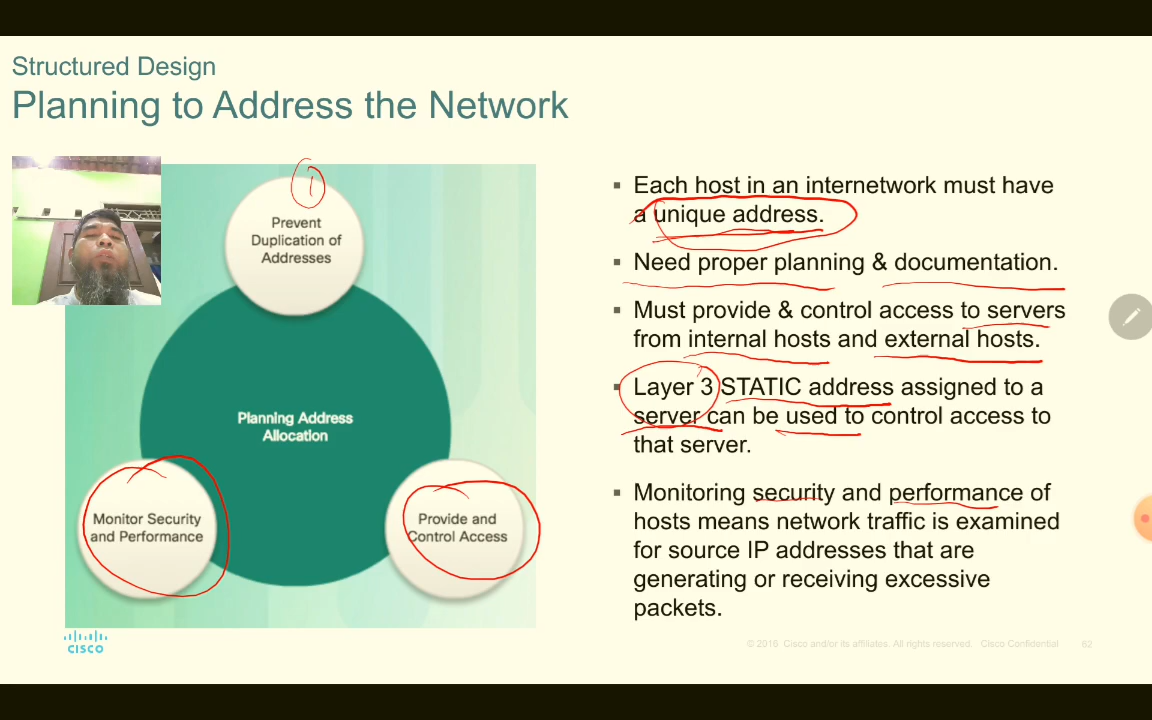 Structured Design
Planning to Address the Network
Prevent
Duplication of
Addresses
Planning Address
Allocation
Monitor Security
and Performance
Provide and
Control Access
▪ Each host in an internetwork must have
a unique address.
▪ Need proper planning & documentation.
▪ Must provide & control access to servers
from internal hosts and external hosts.
▪ Layer 3 STATIC address assigned to a
server can be used to control access to
that server.
▪ Monitoring security and performance of
hosts means network traffic is examined
for source IP addresses that are
generating or receiving excessive
packets.
CISCO
© 2016 Cisco and/or its affiliates. All rights reserved. Cisco Confidential 62